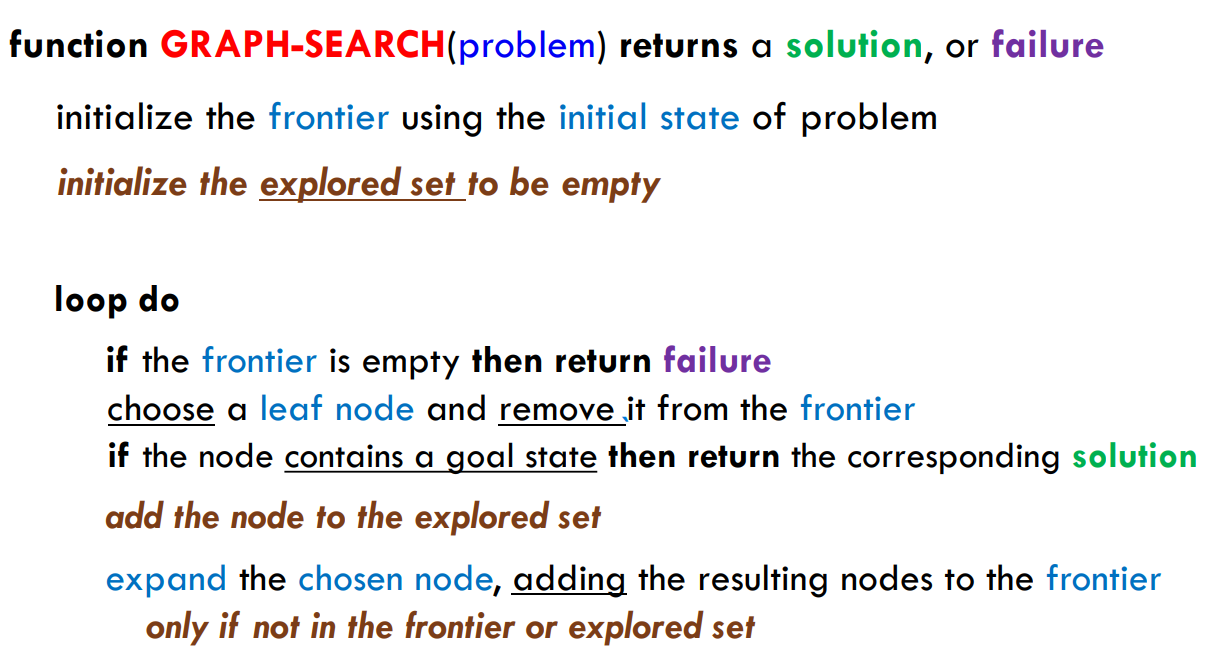 function GRAPH-SEARCH(problem) returns a solution, or failure
initialize the frontier using the initial state of problem
initialize the explored set to be empty
loop do
if the frontier is empty then return failure
choose a leaf node and remove it from the frontier
if the node contains a goal state then return the corresponding solution
add the node to the explored set
expand the chosen node, adding the resulting nodes to the frontier
only if not in the frontier or explored set